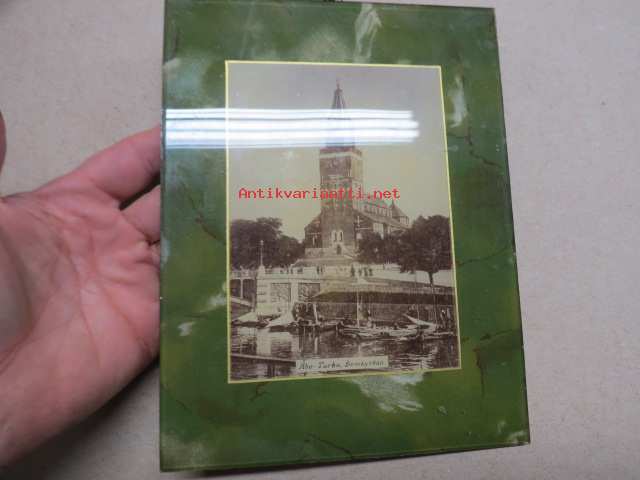 Antikvariaatti.net
Åbo-Turku, Domkyrkan